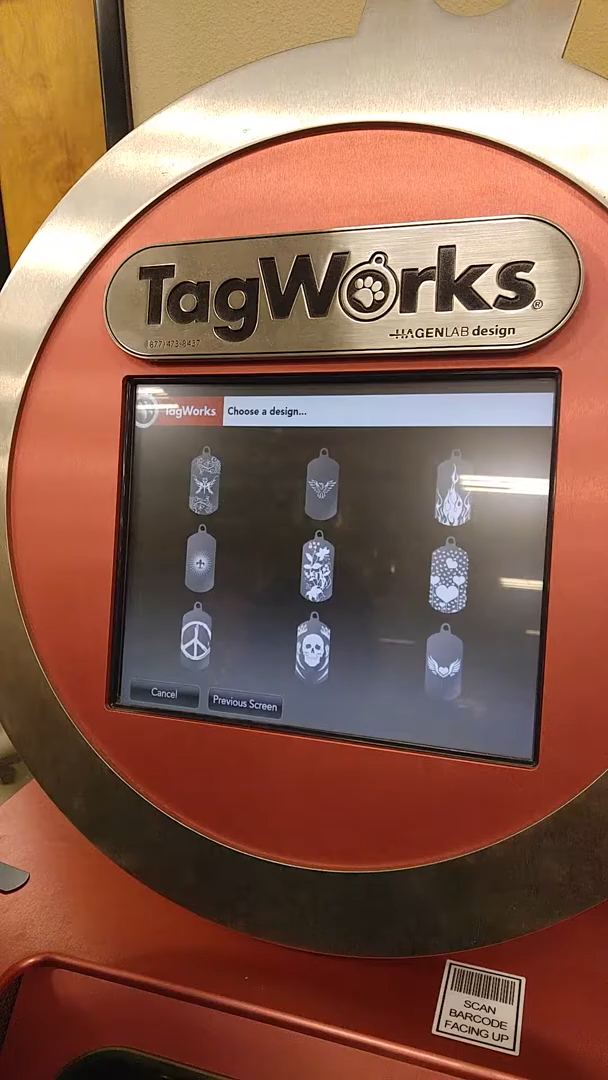 TagWorks®
HAGENLAB design
(877) 473-8437
TagWorks
Choose a design...
Cancel
Previous Screen
SCAN
BARCODE
FACING UP